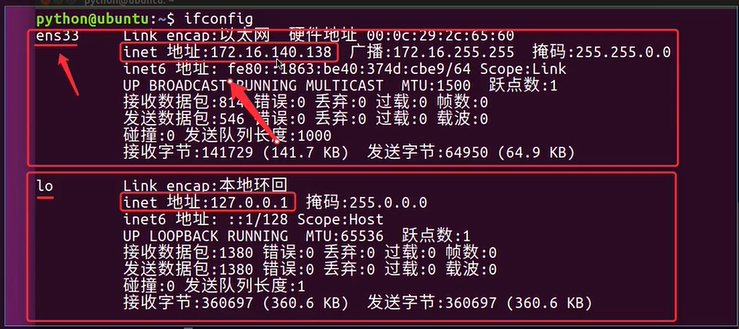 python@ubuntu:~$ ifconfig
ens33 Link encap:以太网 硬件地址 00:0c:29:2c:65:60
inet 地址:172.16.140.138 广播:172.16.255.255 掩码:255.255.0.0
inet6 地址: fe80::1863:be40:374d:cbe9/64 Scope:Link
UP BROADCAST RUNNING MULTICAST MTU:1500 跃点数:1
接收数据包:814 错误:0 丢弃:0 过载:0 帧数:0
发送数据包:546 错误:0 丢弃:0 过载:0 载波:0
碰撞:0 发送队列长度:1000
接收字节:141729 (141.7 KB) 发送字节:64950 (64.9 KB)
lo Link encap:本地环回
inet 地址:127.0.0.1 掩码:255.0.0.0
inet6 地址: ::1/128 Scope:Host
UP LOOPBACK RUNNING MTU:65536 跃点数:1
接收数据包:1380 错误:0 丢弃:0 过载:0 帧数:0
发送数据包:1380 错误:0 丢弃:0 过载:0 载波:0
碰撞:0 发送队列长度:1
接收字节:360697 (360.6 KB) 发送字节:360697 (360.6 KB)